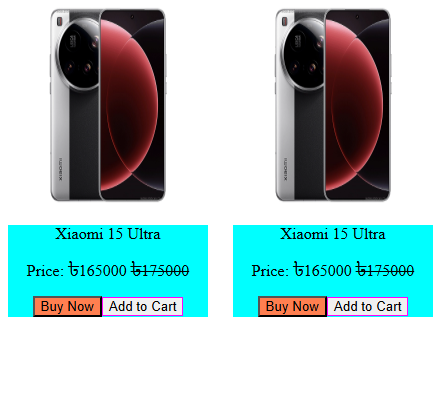 Xiaomi 15 Ultra
Price: ৳165000 ৳175000
Buy Now Add to Cart
Xiaomi 15 Ultra
Price: ৳165000 ৳175000
Buy Now Add to Cart